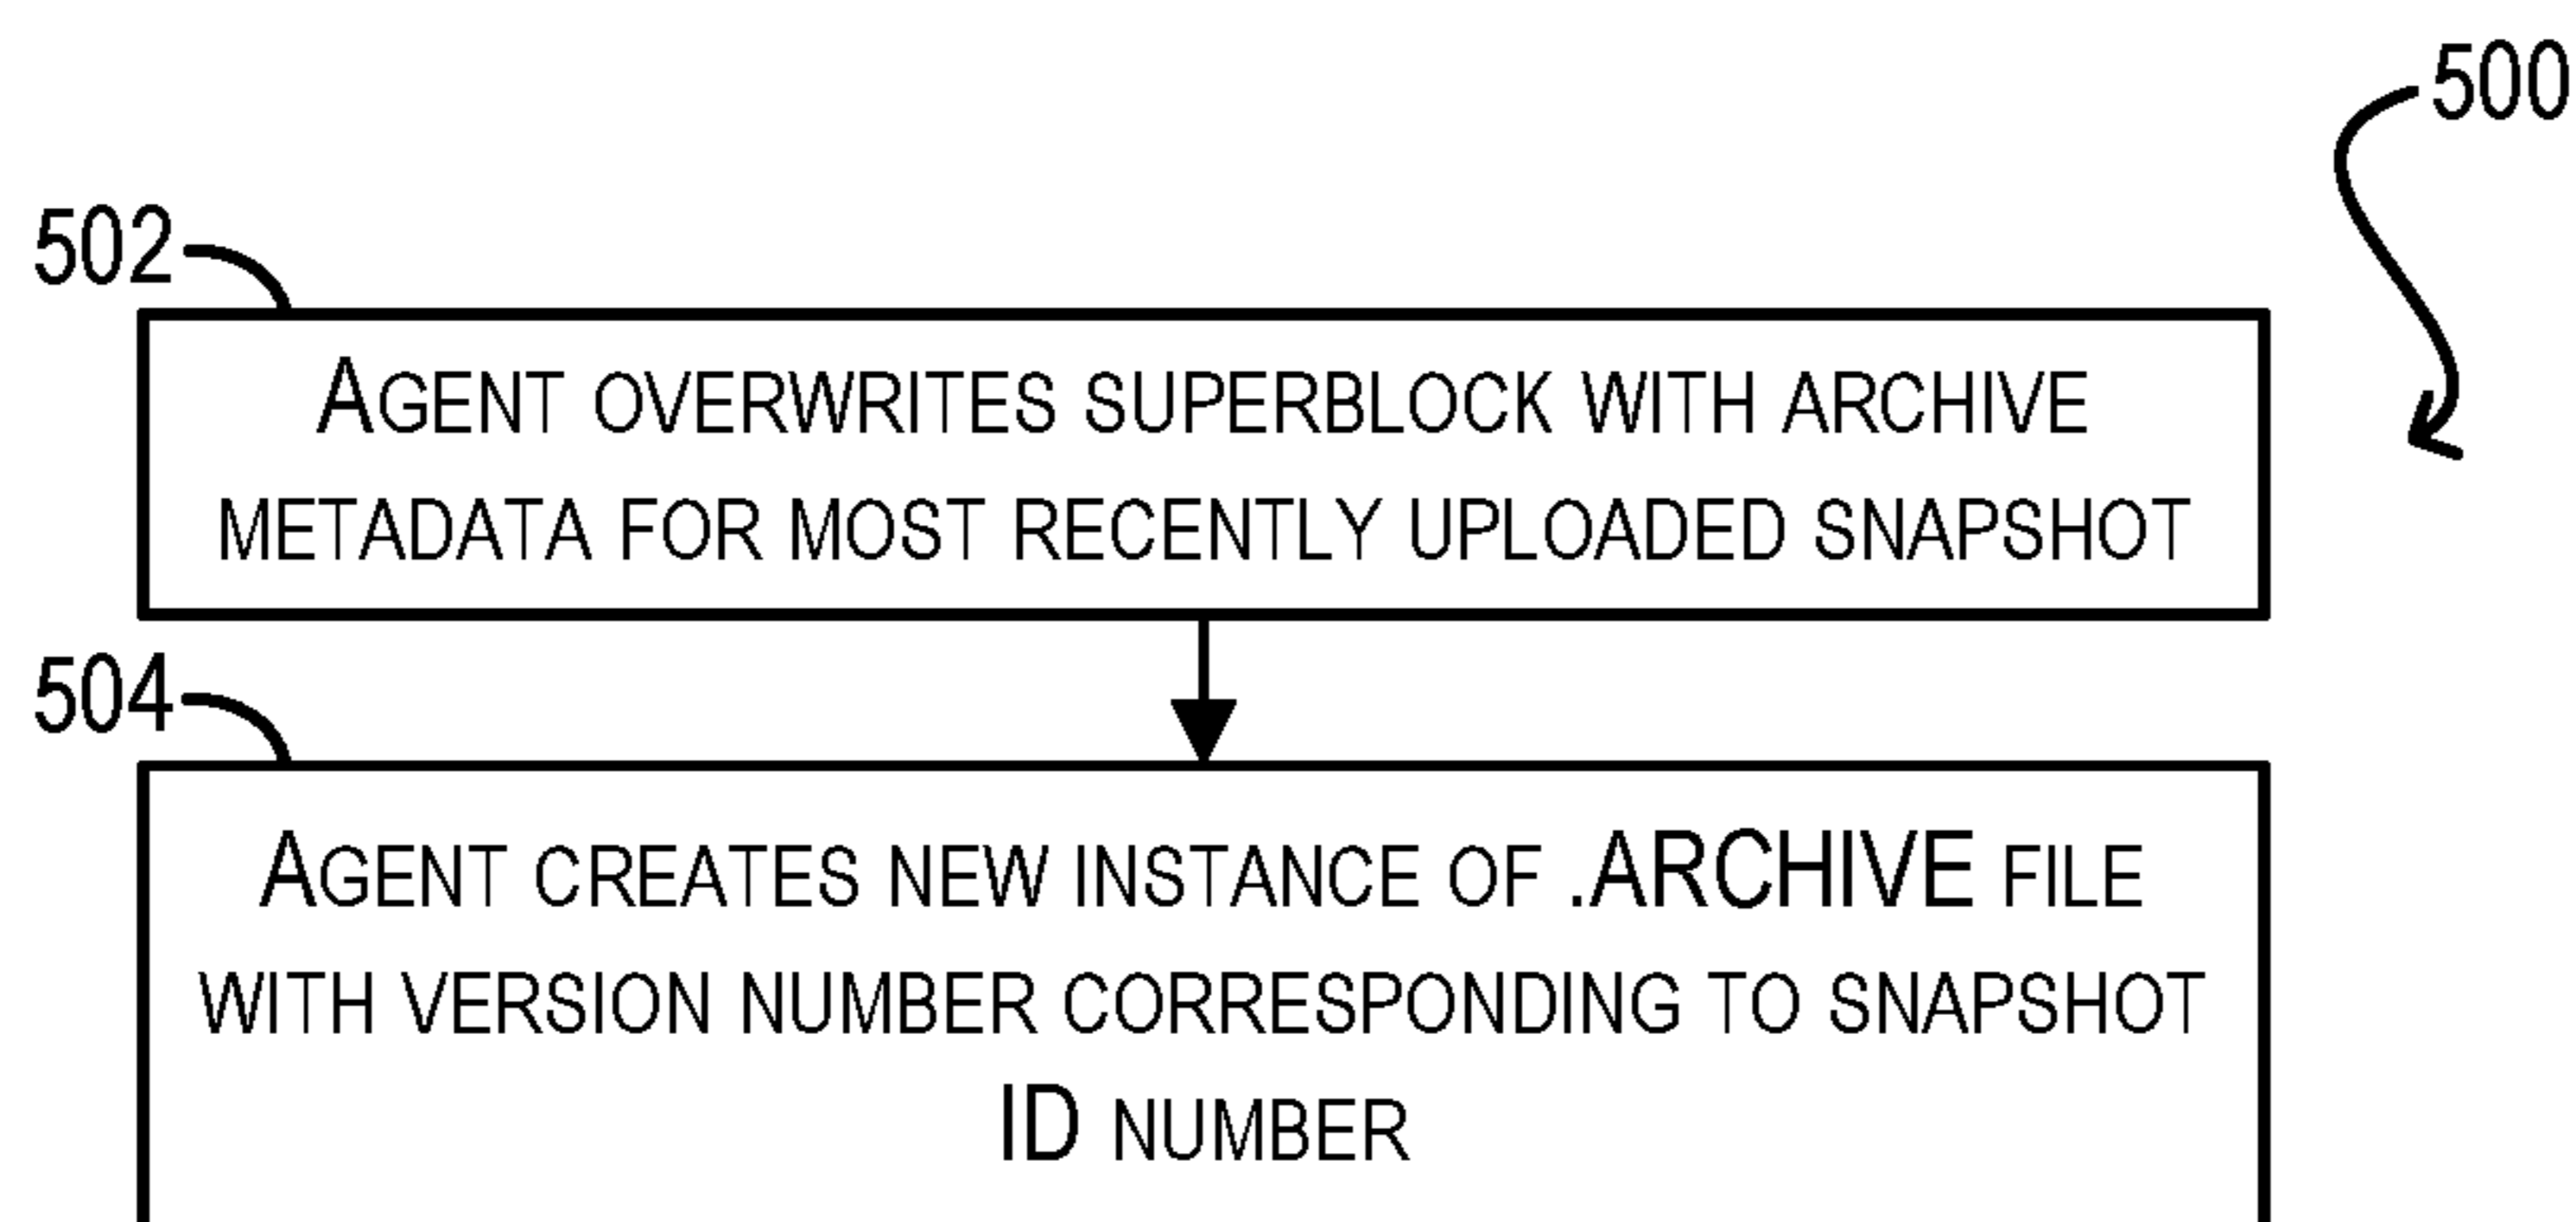 500
502
AGENT OVERWRITES SUPERBLOCK WITH ARCHIVE
METADATA FOR MOST RECENTLY UPLOADED SNAPSHOT
504
AGENT CREATES NEW INSTANCE OF .ARCHIVE FILE
WITH VERSION NUMBER CORRESPONDING TO SNAPSHOT
ID NUMBER